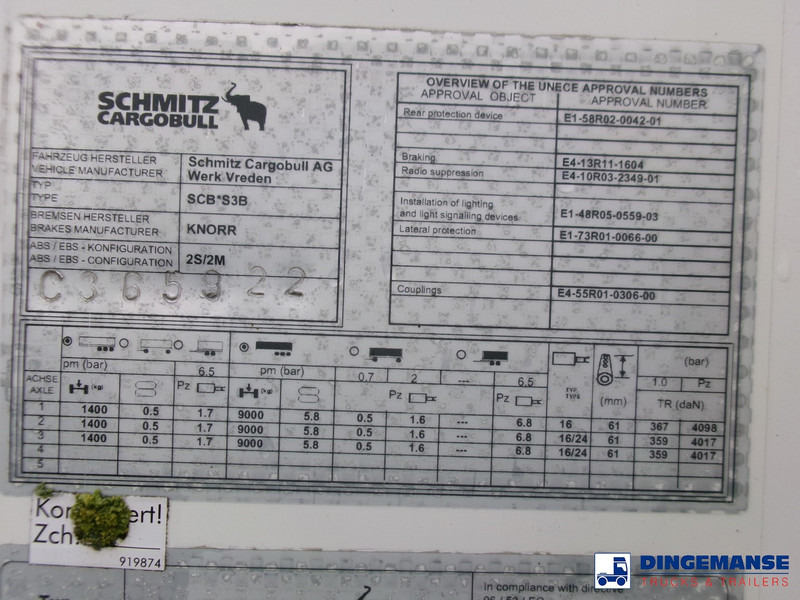 SCHMITZ
CARGOBULL
FAHRZEUG HERSTELLER
VEHICLE MANUFACTURER
Schmitz Cargobull AG
Werk Vreden
TYP
TYPE
SCB*S3B
BREMSEN HERSTELLER
BRAKES MANUFACTURER
KNORR
ABS / EBS - KONFIGURATION
ABS / EBS - CONFIGURATION
2S/2M
C365922
OVERVIEW OF THE UNECE APPROVAL NUMBERS
APPROVAL OBJECT APPROVAL NUMBER
Rear protection device E1-58R02-0042-01
Braking E4-13R11-1604
Radio suppression E4-10R03-2349-01
Installation of lighting
and light signalling devices E1-48R05-0559-03
Lateral protection E1-73R01-0066-00
Couplings E4-55R01-0306-00
pm (bar) 6.5 pm (bar) 0.7 2 --- 6.5 (bar)
ACHSE
AXLE
(kg) Pz (kg) Pz Pz TYP TYPE (mm) 1.0 Pz
TR (daN)
1 1400 0.5 1.7 9000 5.8 0.5 1.6 --- 6.8 16 61 367 4098
2 1400 0.5 1.7 9000 5.8 0.5 1.6 --- 6.8 16/24 61 359 4017
3 1400 0.5 1.7 9000 5.8 0.5 1.6 --- 6.8 16/24 61 359 4017
4
5
ert!
919874
In compliance with directive
DINGEMANSE
TRUCKS & TRAILERS